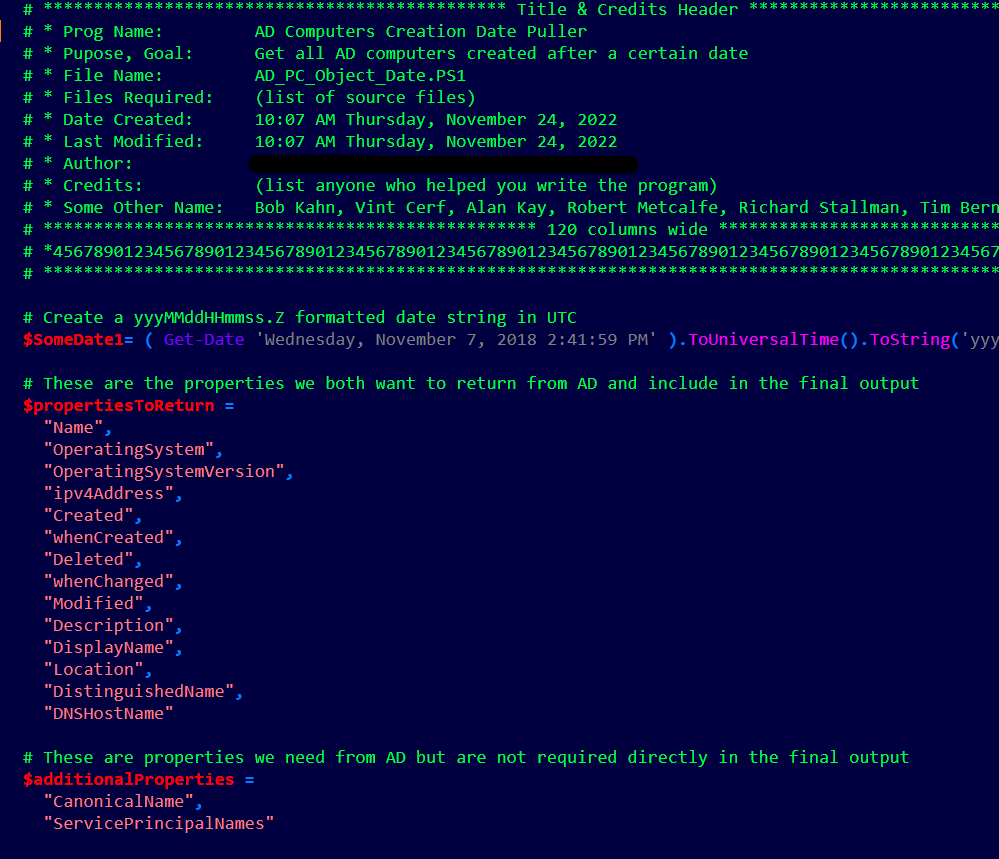 # ********************************************** Title & Credits Header *************************
# * Prog Name:         AD Computers Creation Date Puller
# * Pupose, Goal:      Get all AD computers created after a certain date
# * File Name:         AD_PC_Object_Date.PS1
# * Files Required:    (list of source files)
# * Date Created:      10:07 AM Thursday, November 24, 2022
# * Last Modified:     10:07 AM Thursday, November 24, 2022
# * Author:
# * Credits:           (list anyone who helped you write the program)
# * Some Other Name:   Bob Kahn, Vint Cerf, Alan Kay, Robert Metcalfe, Richard Stallman, Tim Bern
# ************************************************* 120 columns wide ****************************
# *4567890123456789012345678901234567890123456789012345678901234567890123456789012345678901234567
# ***********************************************************************************************
# Create a yyyMMddHHmmss.Z formatted date string in UTC
$SomeDate1= ( Get-Date 'Wednesday, November 7, 2018 2:41:59 PM' ).ToUniversalTime().ToString('yyy
# These are the properties we both want to return from AD and include in the final output
$propertiesToReturn =
"Name",
"OperatingSystem",
"OperatingSystemVersion",
"ipv4Address",
"Created",
"whenCreated",
"Deleted",
"whenChanged",
"Modified",
"Description",
"DisplayName",
"Location",
"DistinguishedName",
"DNSHostName"
# These are properties we need from AD but are not required directly in the final output
$additionalProperties =
"CanonicalName",
"ServicePrincipalNames"